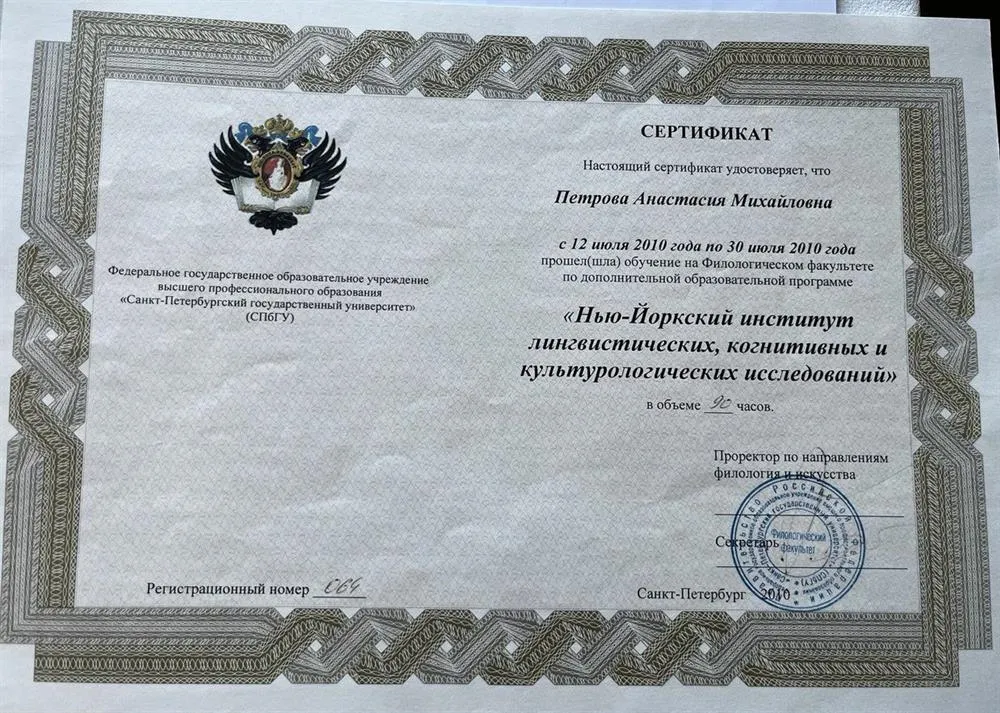 Федеральное государственное образовательное учреждение
высшего профессионального образования
«Санкт-Петербургский государственный университет»
(СПбГУ)
Регистрационный номер 064
СЕРТИФИКАТ
Настоящий сертификат удостоверяет, что
Петрова Анастасия Михайловна
с 12 июля 2010 года по 30 июля 2010 года
прошел(шла) обучение на Филологическом факультете
по дополнительной образовательной программе
«Нью-Йоркский институт
лингвистических, когнитивных и
культурологических исследований»
в объеме 90 часов.
Проректор по направлениям
филология и искусства
Секретарь
Санкт-Петербург 2010
Филологический
факультет
Российской Федерации